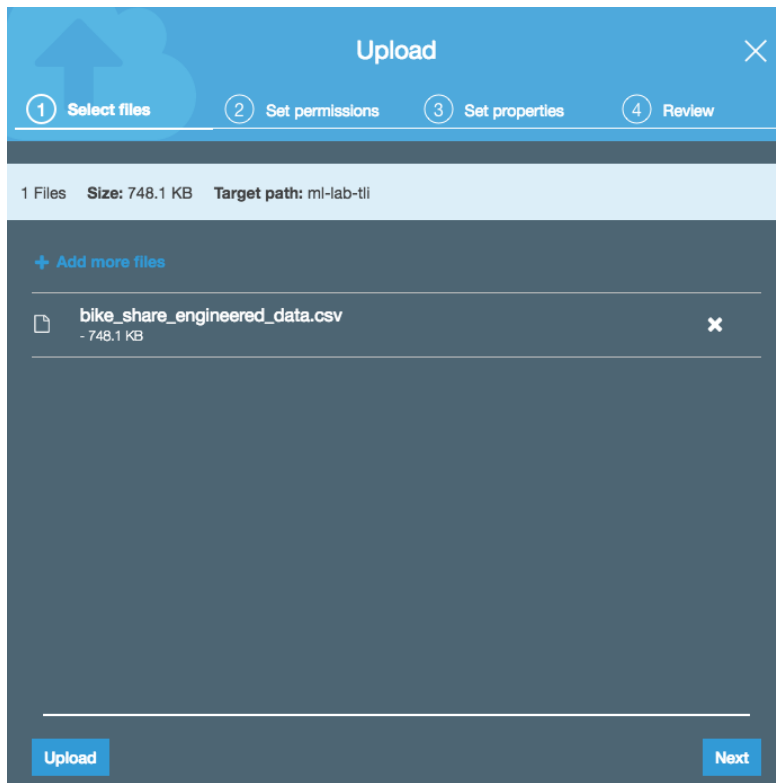 Upload
1 Select files 2 Set permissions 3 Set properties 4 Review
1 Files Size: 748.1 KB Target path: ml-lab-tli
+ Add more files
bike_share_engineered_data.csv
- 748.1 KB
Upload Next